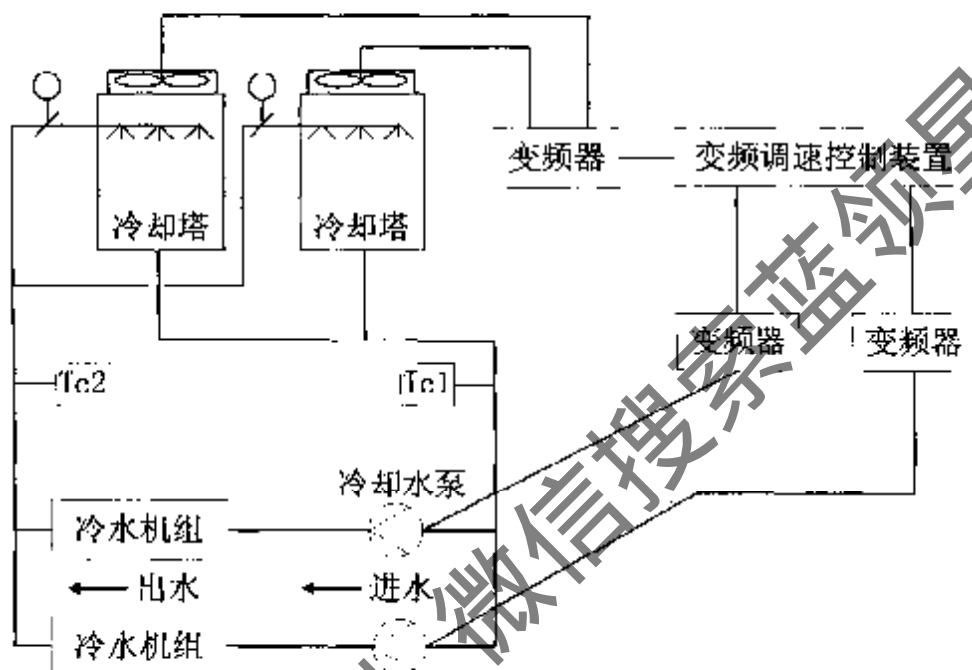 变频器
变频调速控制装置
冷却塔
冷却塔
变频器
变频器
Tc2
Tc1
冷却水泵
冷水机组
出水
进水
冷水机组
微信搜索蓝领星